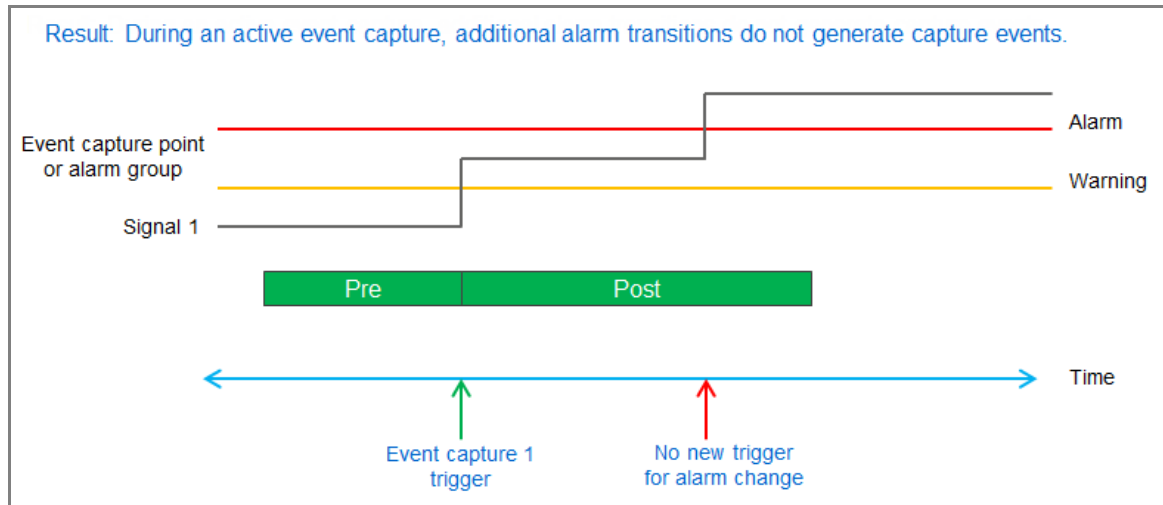 Result: During an active event capture, additional alarm transitions do not generate capture events.
Alarm
Event capture point
or alarm group
Warning
Signal 1
Pre
Post
Time
Event capture 1
trigger
No new trigger
for alarm change